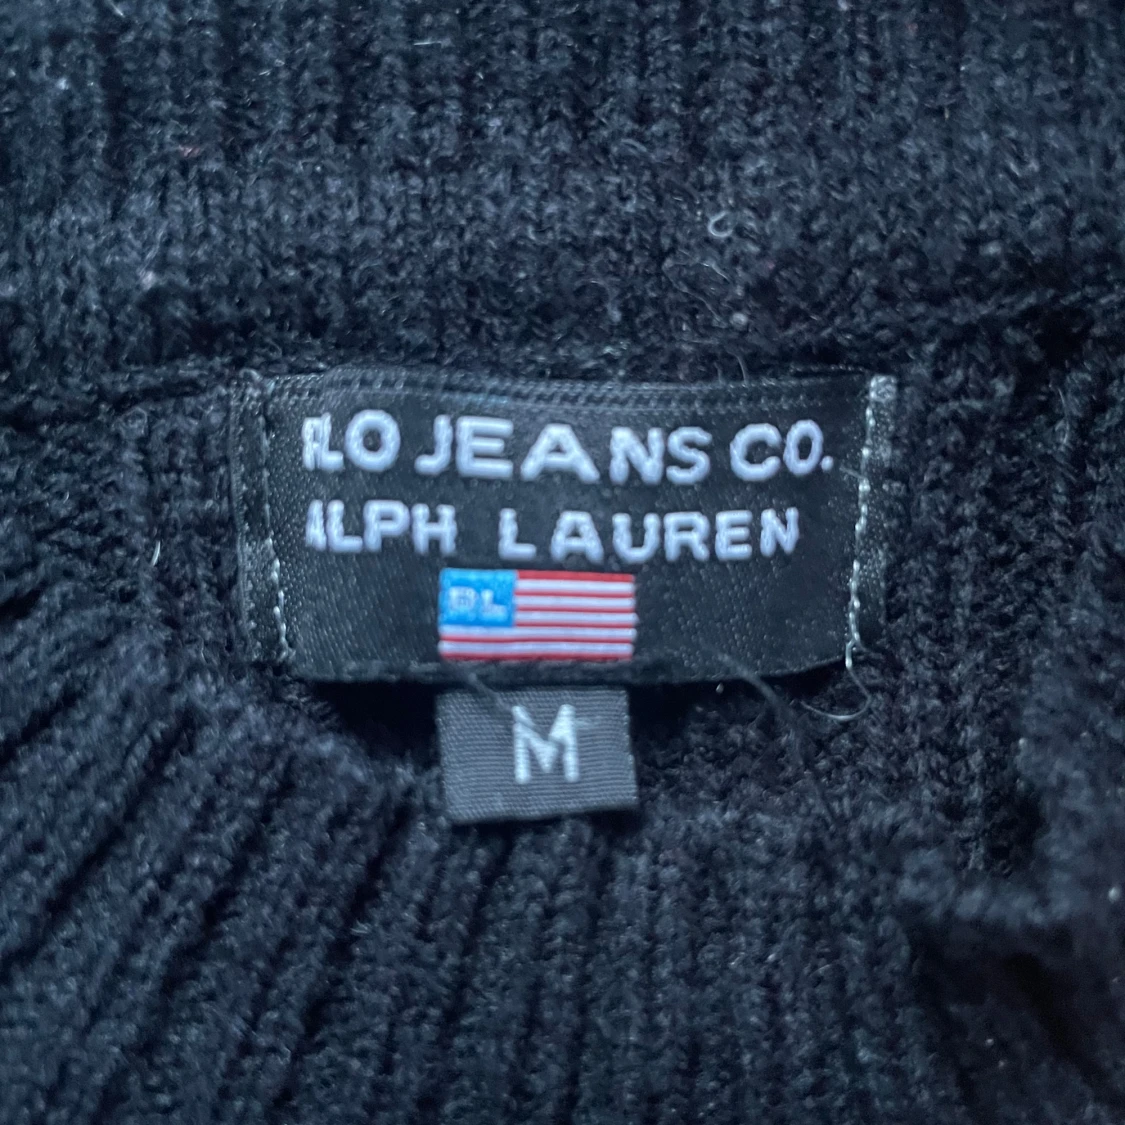 LO JEANS CO.
LPH LAUREN
RL
M